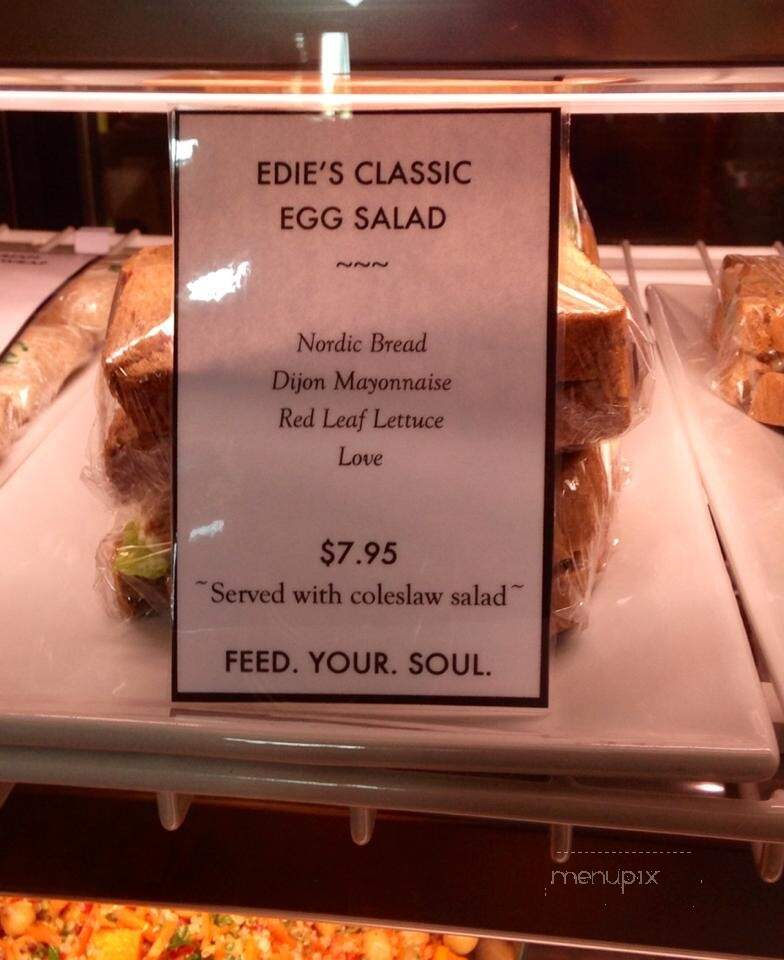 EDIE'S CLASSIC
EGG SALAD
~~~
Nordic Bread
Dijon Mayonnaise
Red Leaf Lettuce
Love
$7.95
~Served with coleslaw salad~
FEED. YOUR. SOUL.
menupix